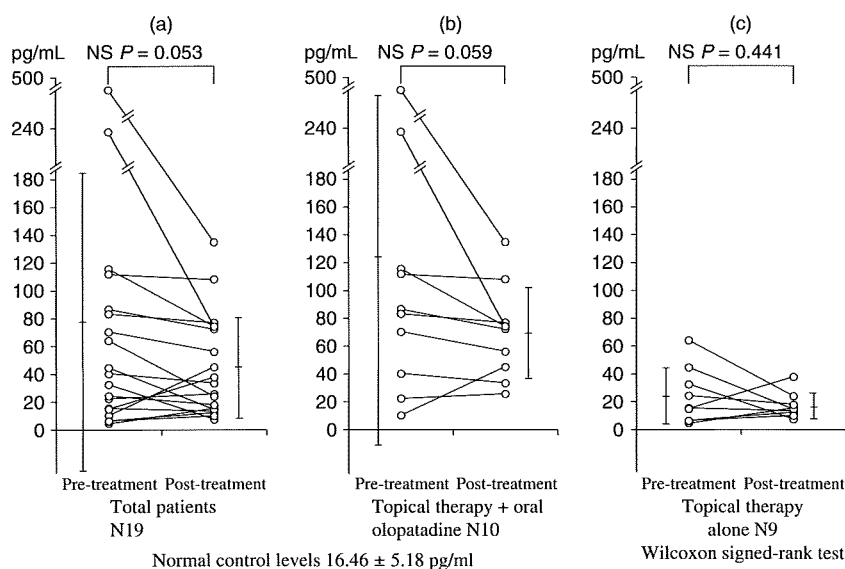 (a)
pg/mL
NS P = 0.053
500
240
180
160
140
120
100
80
60
40
20
0
Pre-treatment Post-treatment
Total patients
N19
(b)
pg/mL
NS P = 0.059
500
240
180
160
140
120
100
80
60
40
20
0
Pre-treatment Post-treatment
Topical therapy + oral
olopatadine N10
(c)
pg/mL
NS P = 0.441
500
240
180
160
140
120
100
80
60
40
20
0
Pre-treatment Post-treatment
Topical therapy
alone N9
Wilcoxon signed-rank test
Normal control levels 16.46 ± 5.18 pg/ml